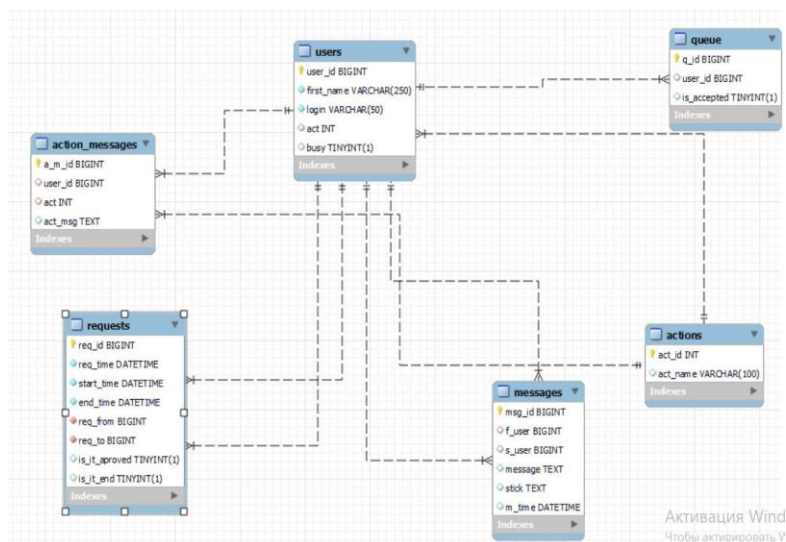 users
user_id BIGINT
first_name VARCHAR(250)
login VARCHAR(50)
act INT
busy TINYINT(1)
Indexes
queue
q_id BIGINT
user_id BIGINT
is_accepted TINYINT(1)
Indexes
action_messages
a_m_id BIGINT
user_id BIGINT
act INT
act_msg TEXT
Indexes
requests
req_id BIGINT
req_time DATETIME
start_time DATETIME
end_time DATETIME
req_from BIGINT
req_to BIGINT
is_it_aproved TINYINT(1)
is_it_end TINYINT(1)
Indexes
actions
act_id INT
act_name VARCHAR(100)
Indexes
messages
msg_id BIGINT
f_user BIGINT
s_user BIGINT
message TEXT
stick TEXT
m_time DATETIME
Indexes
Активация Wind
Чтобы активировать W